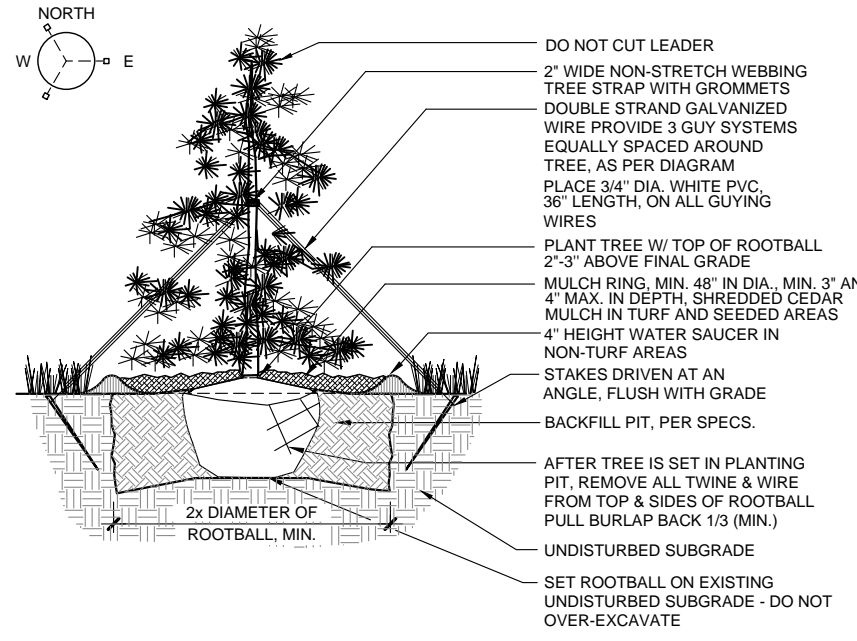 NORTH
W
E
DO NOT CUT LEADER
2" WIDE NON-STRETCH WEBBING
TREE STRAP WITH GROMMETS
DOUBLE STRAND GALVANIZED
WIRE PROVIDE 3 GUY SYSTEMS
EQUALLY SPACED AROUND
TREE, AS PER DIAGRAM
PLACE 3/4" DIA. WHITE PVC,
36" LENGTH, ON ALL GUYING
WIRES
PLANT TREE W/ TOP OF ROOTBALL
2"-3" ABOVE FINAL GRADE
MULCH RING, MIN. 48" IN DIA., MIN. 3" AN
4" MAX. IN DEPTH, SHREDDED CEDAR
MULCH IN TURF AND SEEDED AREAS
4" HEIGHT WATER SAUCER IN
NON-TURF AREAS
STAKES DRIVEN AT AN
ANGLE, FLUSH WITH GRADE
BACKFILL PIT, PER SPECS.
AFTER TREE IS SET IN PLANTING
PIT, REMOVE ALL TWINE & WIRE
FROM TOP & SIDES OF ROOTBALL
PULL BURLAP BACK 1/3 (MIN.)
2x DIAMETER OF
ROOTBALL, MIN.
UNDISTURBED SUBGRADE
SET ROOTBALL ON EXISTING
UNDISTURBED SUBGRADE - DO NOT
OVER-EXCAVATE